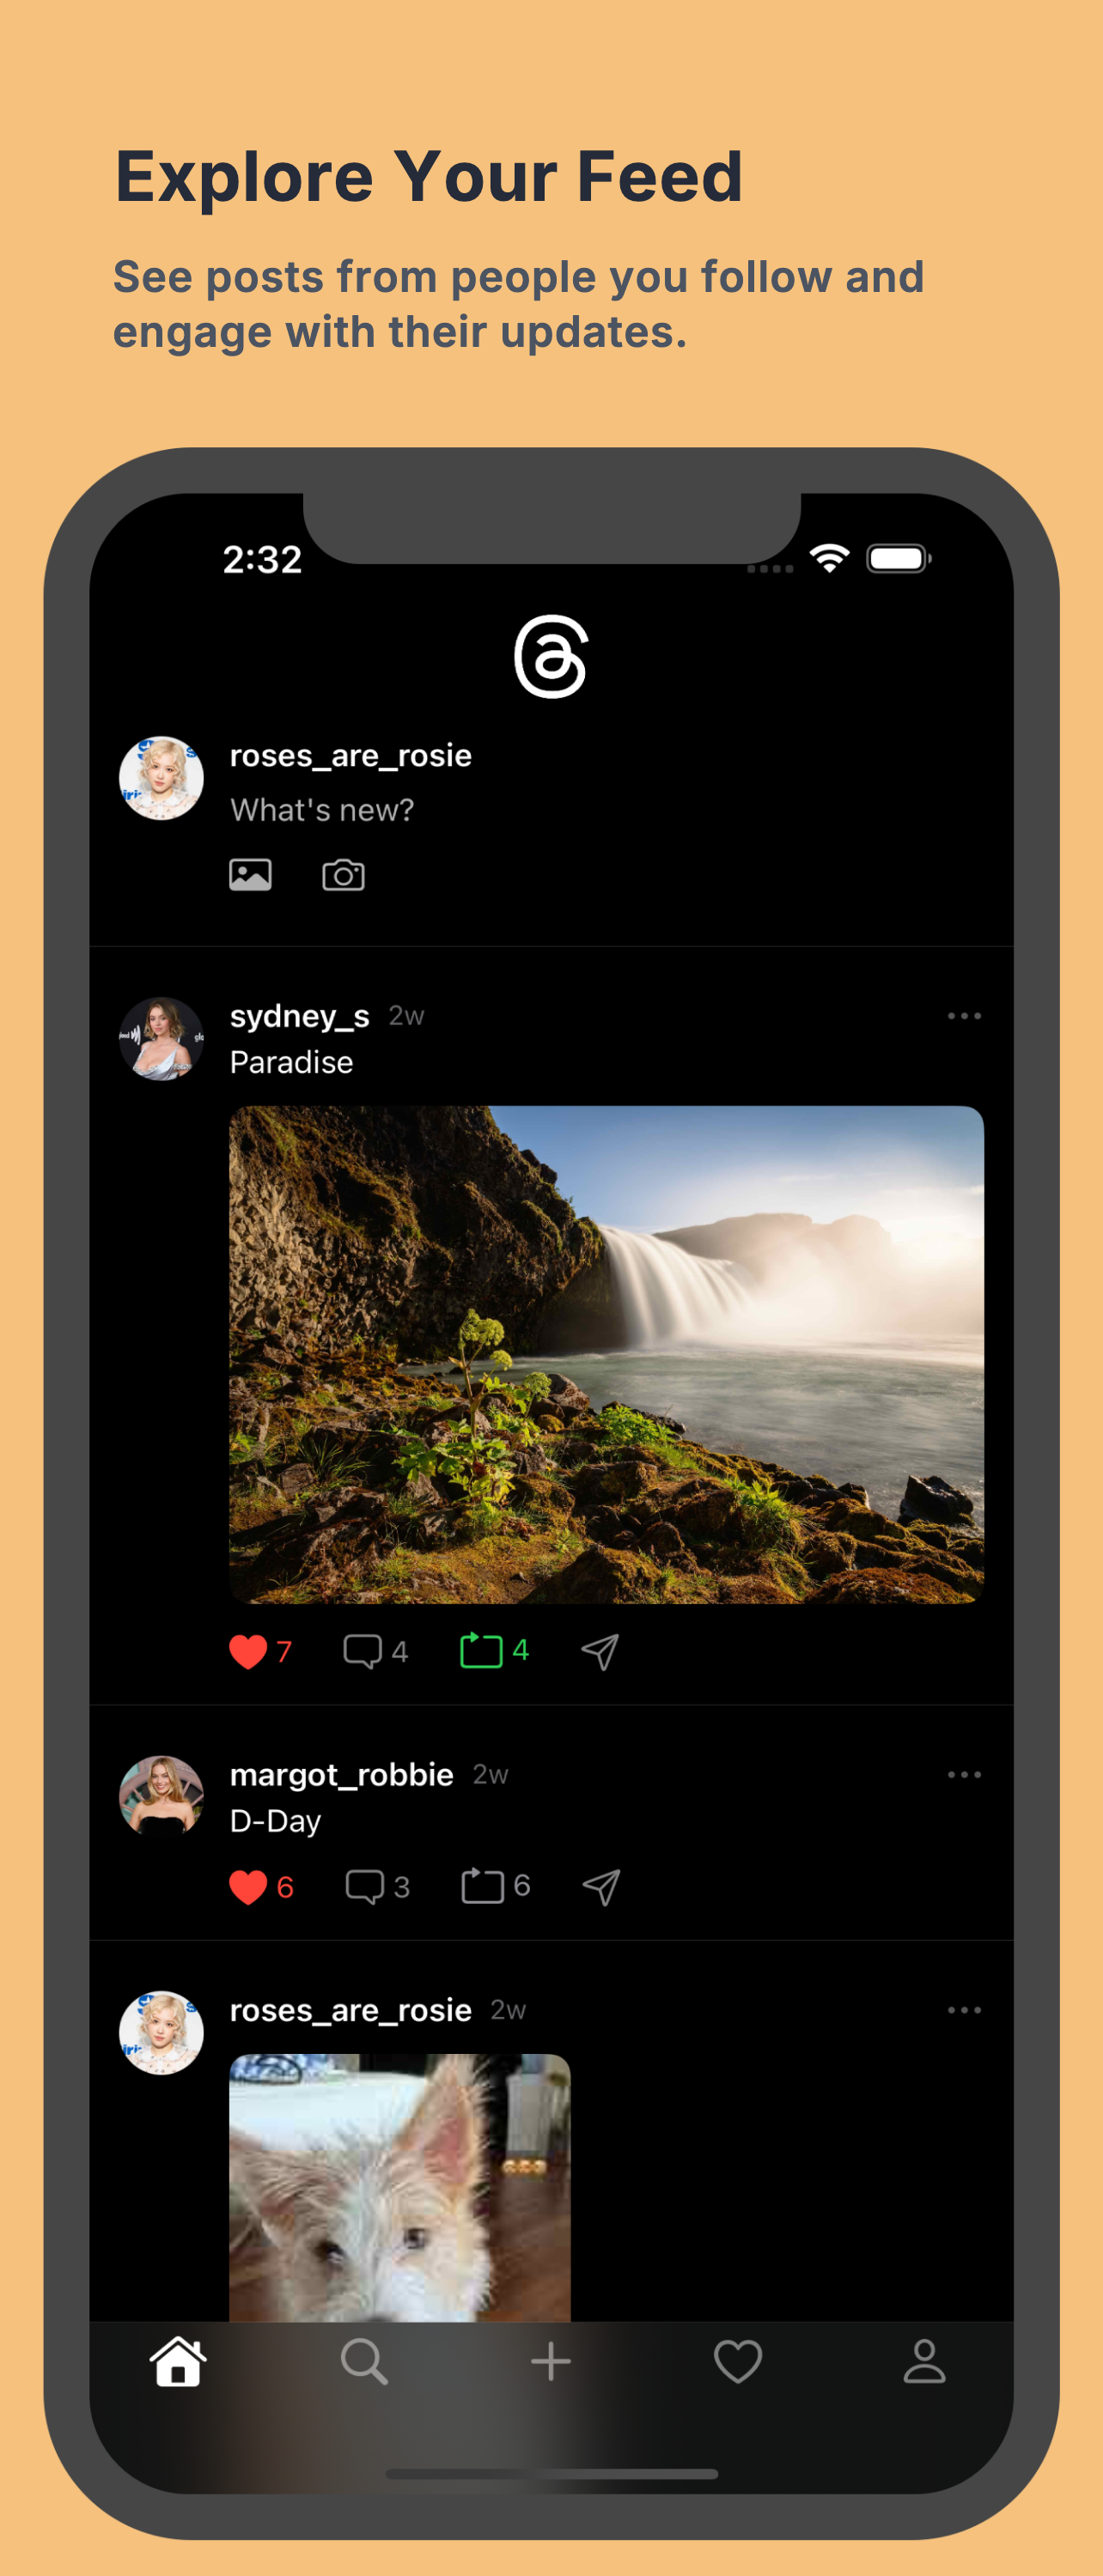 Explore Your Feed
See posts from people you follow and
engage with their updates.
2:32
roses_are_rosie
What's new?
sydney_s 2w
Paradise
7 4 4
margot_robbie 2w
D-Day
6 3 6
roses_are_rosie 2w